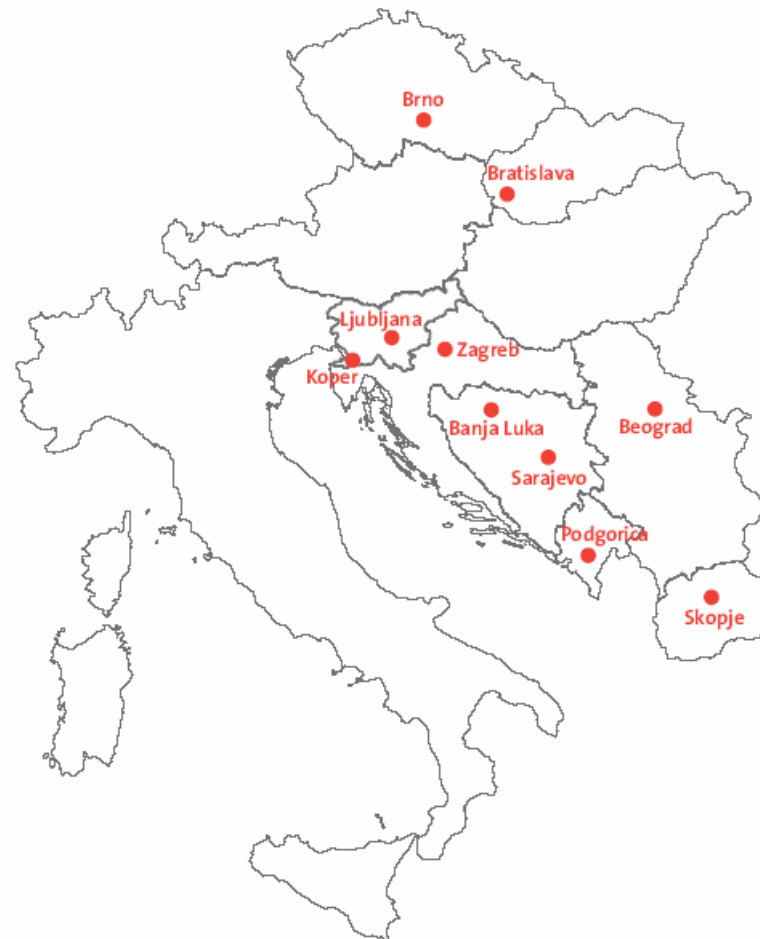 Brno
Bratislava
Ljubljana
Zagreb
Koper
Banja Luka
Beograd
Sarajevo
Podgorica
Skopje